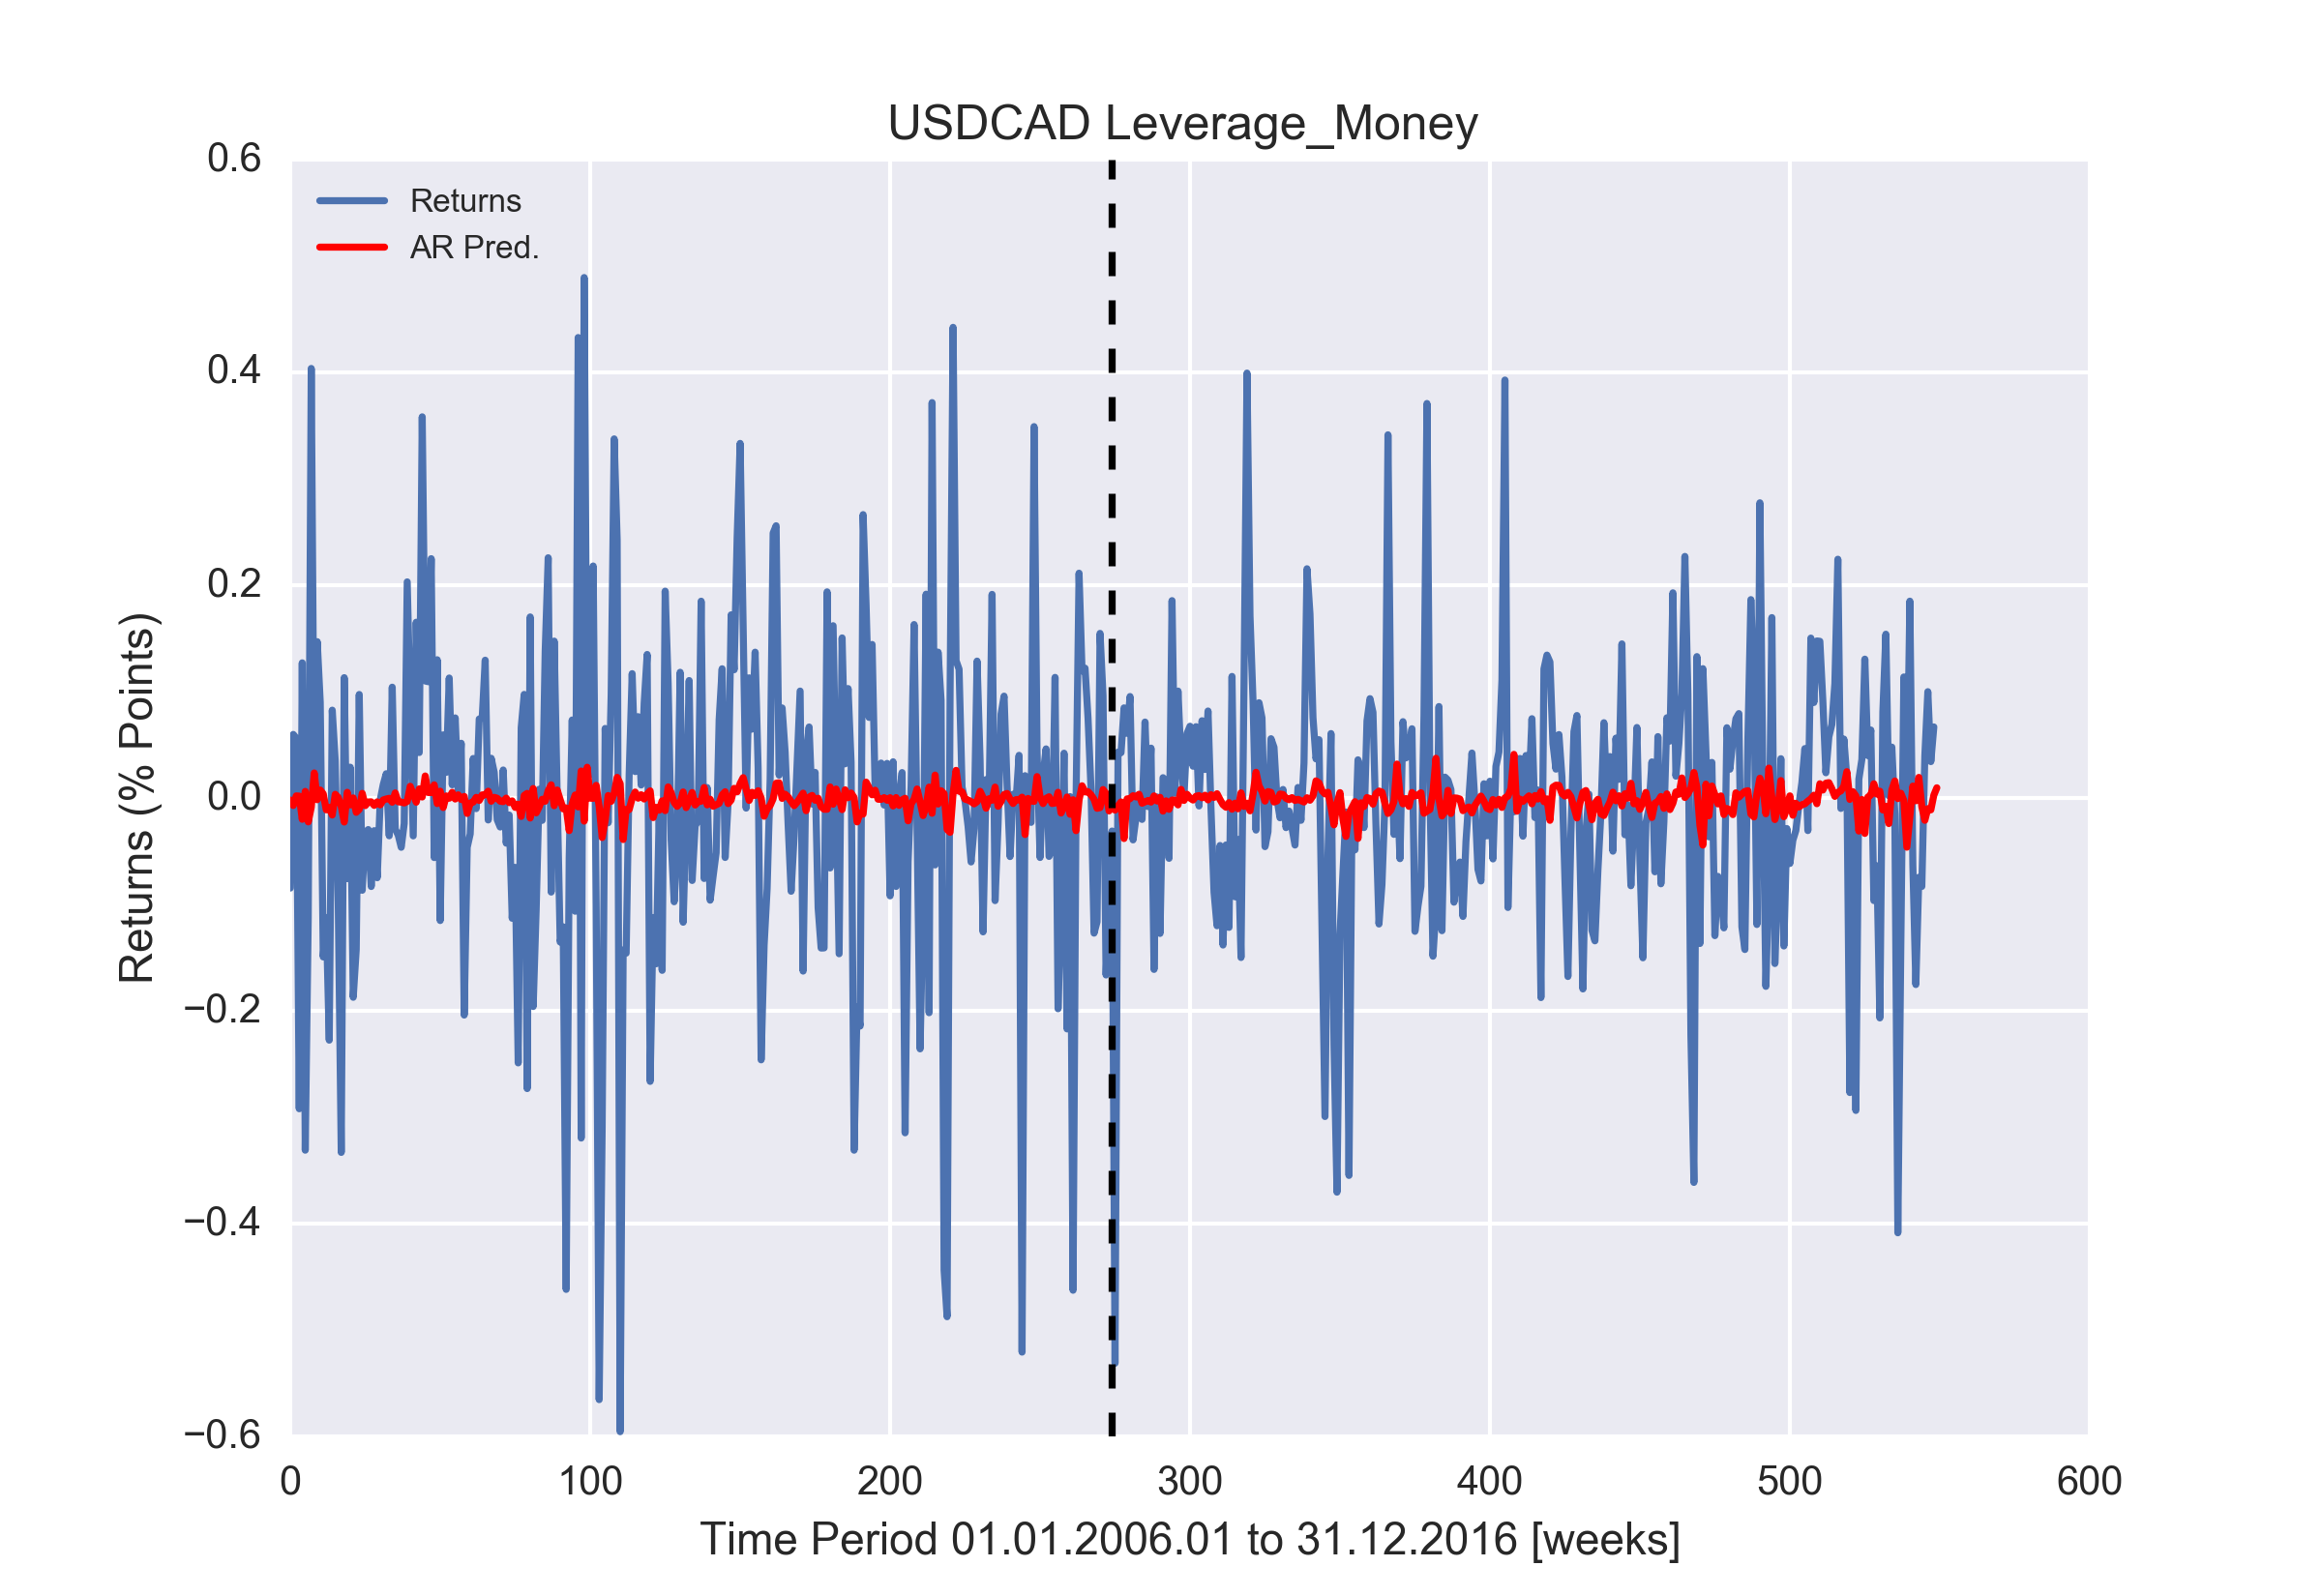 USDCAD Leverage_Money
Returns
AR Pred.
0.6
0.4
0.2
0.0
−0.2
−0.4
−0.6
Returns (% Points)
0 100 200 300 400 500 600
Time Period 01.01.2006.01 to 31.12.2016 [weeks]